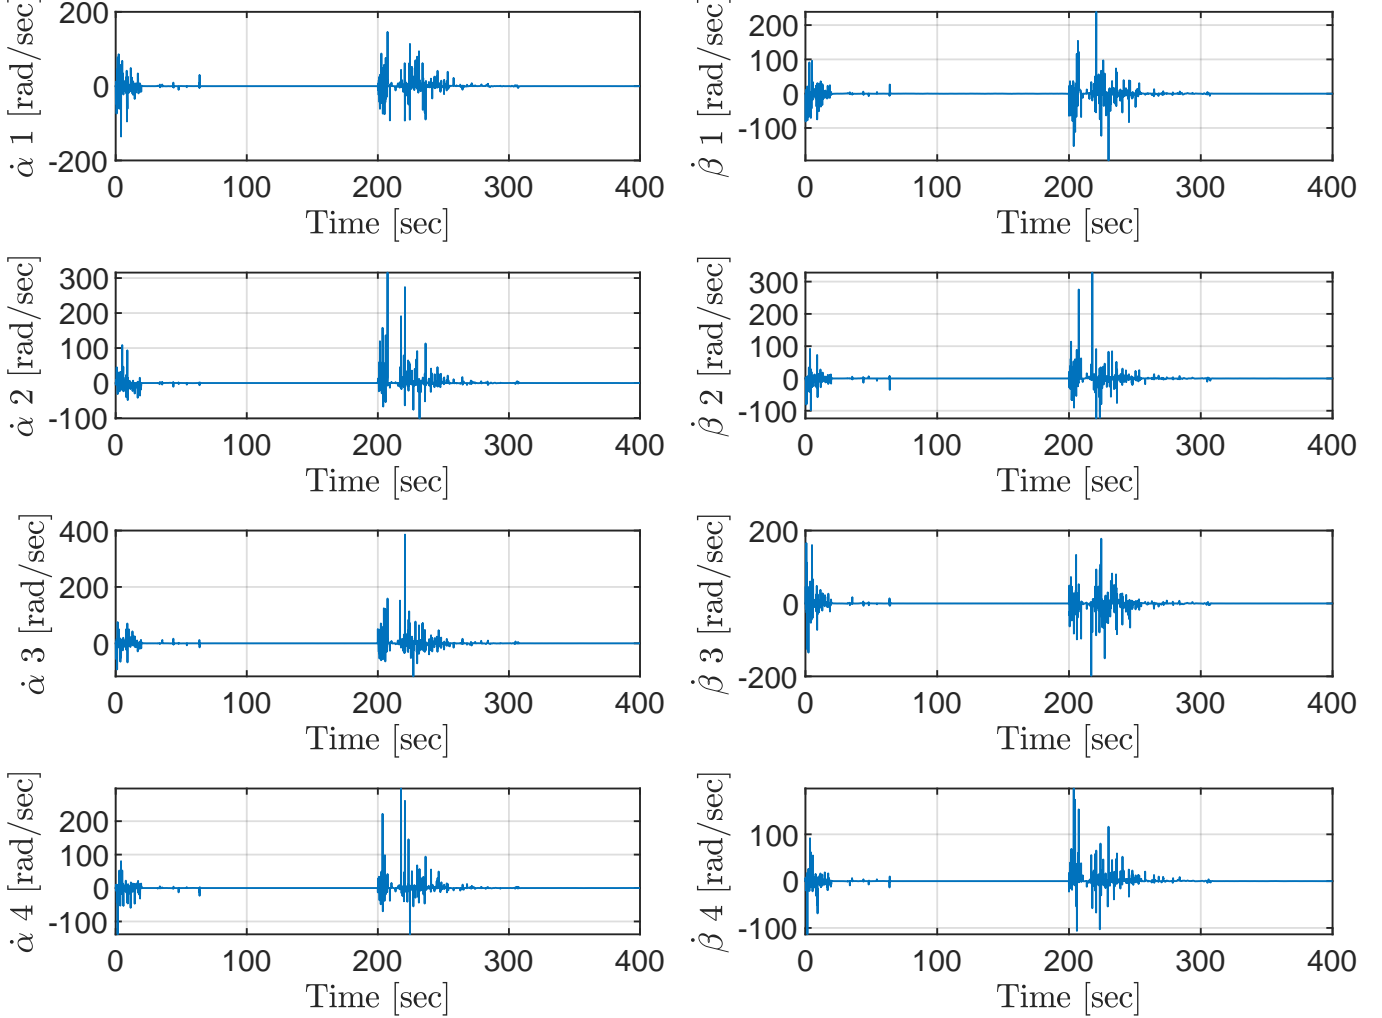 α̇ 1 [rad/sec]
200
0
-200
0 100 200 300 400
Time [sec]
β̇ 1 [rad/sec]
200
100
0
-100
0 100 200 300 400
Time [sec]
α̇ 2 [rad/sec]
300
200
100
0
-100
0 100 200 300 400
Time [sec]
β̇ 2 [rad/sec]
300
200
100
0
-100
0 100 200 300 400
Time [sec]
α̇ 3 [rad/sec]
400
200
0
0 100 200 300 400
Time [sec]
β̇ 3 [rad/sec]
200
0
-200
0 100 200 300 400
Time [sec]
α̇ 4 [rad/sec]
200
100
0
-100
0 100 200 300 400
Time [sec]
β̇ 4 [rad/sec]
100
0
-100
0 100 200 300 400
Time [sec]